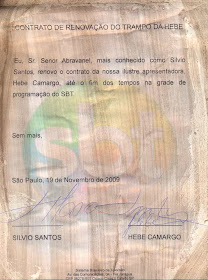 CONTRATO DE RENOVAÇÃO DO TRAMPO DA HEBE
Eu, Sr. Senor Abravanel, mais conhecido como Silvio
Santos, renovo o contrato da nossa ilustre apresentadora,
Hebe Camargo, até o fim dos tempos na grade de
programação do SBT.
Sem mais,
São Paulo, 19 de Novembro de 2009
SILVIO SANTOS HEBE CAMARGO